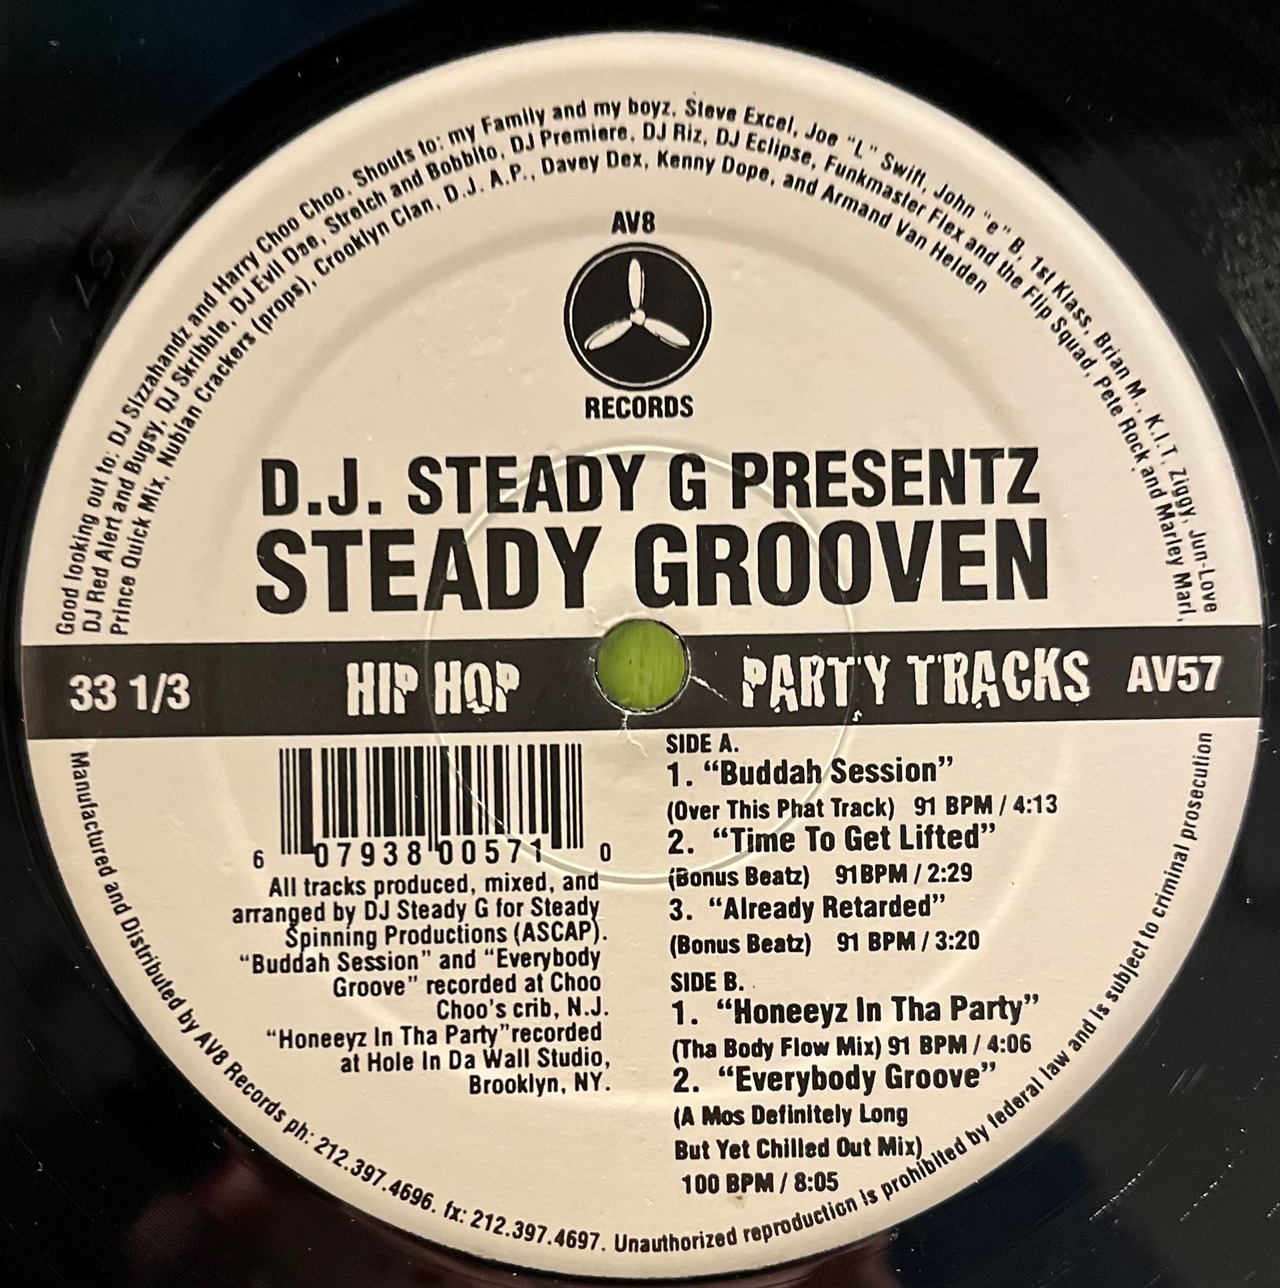 Good looking out to: DJ Sizzahandz and Harry Choo Choo. Shouts to: my Family and my boyz, Steve Excel, Joe "L" Swift, John "e" B, 1st Klass, Brian M., K.I.T. Ziggy, Jun-Love
DJ Red Alert and Bugsy, DJ Skribble, DJ Evil Dae, Stretch and Bobbito, DJ Premiere, DJ Riz, DJ Eclipse, Funkmaster Flex and the Flip Squad, Pete Rock and Marley Marl,
Prince Quick Mix, Nubian Crackers (props), Crooklyn Clan, D.J. A.P., Davey Dex, Kenny Dope, and Armand Van Helden
AV8
RECORDS
D.J. STEADY G PRESENTZ
STEADY GROOVEN
33 1/3 HIP HOP PARTY TRACKS AV57
6 07938 00571 0
All tracks produced, mixed, and
arranged by DJ Steady G for Steady
Spinning Productions (ASCAP).
"Buddah Session" and "Everybody
Groove" recorded at Choo
Choo's crib, N.J.
"Honeeyz In Tha Party"recorded
at Hole In Da Wall Studio,
Brooklyn, NY.
SIDE A.
1. "Buddah Session"
(Over This Phat Track) 91 BPM / 4:13
2. "Time To Get Lifted"
(Bonus Beatz) 91BPM / 2:29
3. "Already Retarded"
(Bonus Beatz) 91 BPM / 3:20
SIDE B.
1. "Honeeyz In Tha Party"
(Tha Body Flow Mix) 91 BPM / 4:06
2. "Everybody Groove"
(A Mos Definitely Long
But Yet Chilled Out Mix)
100 BPM / 8:05
Manufactured and Distributed by AV8 Records ph: 212.397.4696. fx: 212.397.4697. Unauthorized reproduction is prohibited by federal law and is subject to criminal prosecution